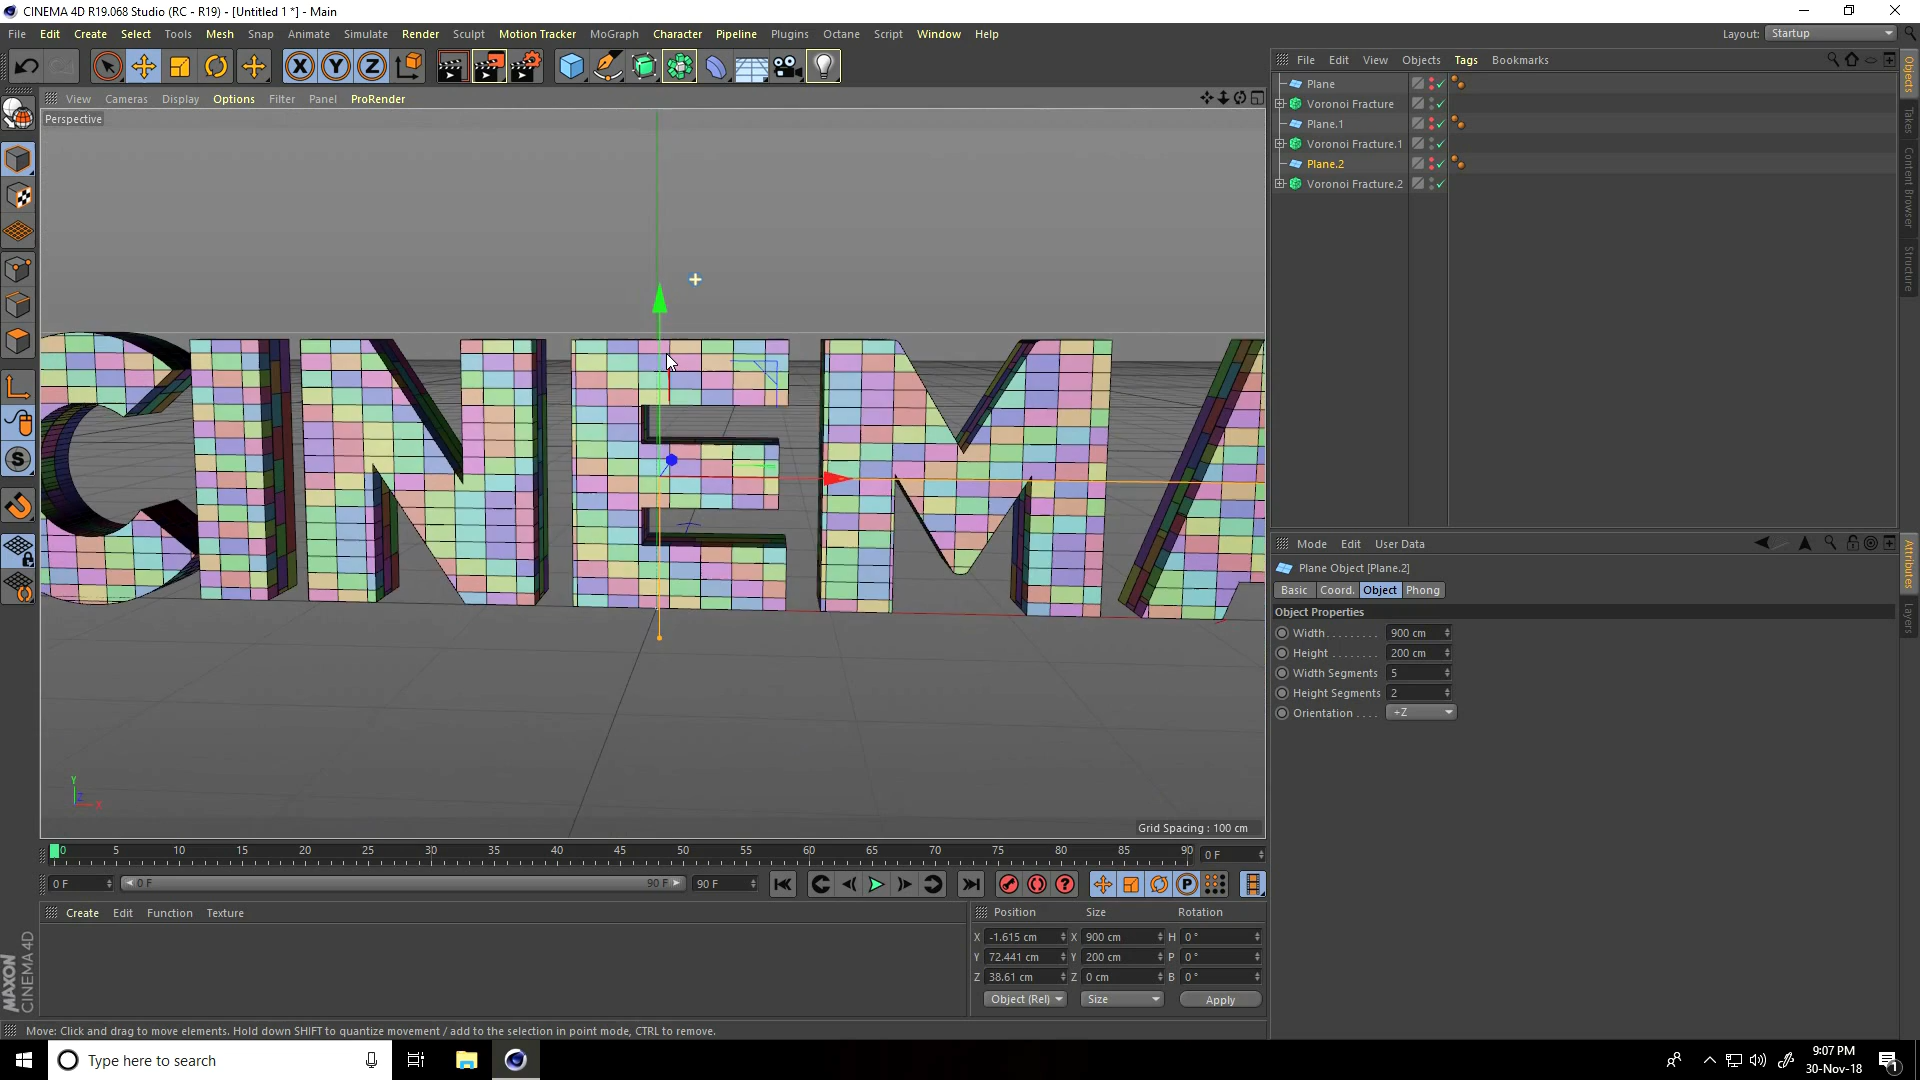 CINEMA 4D R19.068 Studio (RC - R19) - [Untitled 1 *] - Main
File Edit Create Select Tools Mesh Snap Animate Simulate Render Sculpt Motion Tracker MoGraph Character Pipeline Plugins Octane Script Window Help
Layout: Startup
X Y Z
View Cameras Display Options Filter Panel ProRender
Perspective
CINEMA
Y
Z
X
Grid Spacing : 100 cm
File Edit View Objects Tags Bookmarks
Plane
Voronoi Fracture
Plane.1
Voronoi Fracture.1
Plane.2
Voronoi Fracture.2
Objects
Takes
Content Browser
Structure
Mode Edit User Data
Plane Object [Plane.2]
Basic Coord. Object Phong
Object Properties
Width 900 cm
Height 200 cm
Width Segments 5
Height Segments 2
Orientation +Z
Attributes
Layers
0 5 10 15 20 25 30 35 40 45 50 55 60 65 70 75 80 85 90 0 F
0 F 0 F 90 F 90 F
Create Edit Function Texture
Position Size Rotation
X -1.615 cm X 900 cm H 0 °
Y 72.441 cm Y 200 cm P 0 °
Z 38.61 cm Z 0 cm B 0 °
Object (Rel) Size Apply
MAXON
CINEMA 4D
Move: Click and drag to move elements. Hold down SHIFT to quantize movement / add to the selection in point mode, CTRL to remove.
Type here to search
9:07 PM
30-Nov-18
1